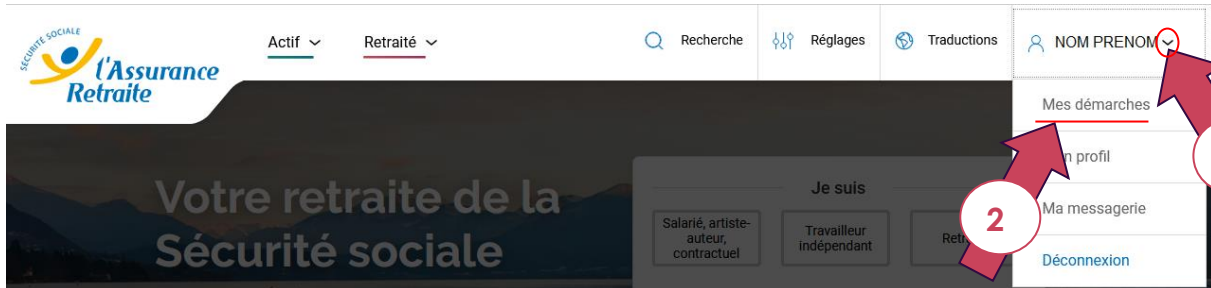 SÉCURITÉ SOCIALE
l'Assurance
Retraite
Actif
Retraité
Recherche
Réglages
Traductions
NOM PRENOM
Mes démarches
profil
Ma messagerie
Déconnexion
Votre retraite de la
Sécurité sociale
Je suis
Salarié, artiste-
auteur,
contractuel
Travailleur
indépendant
2